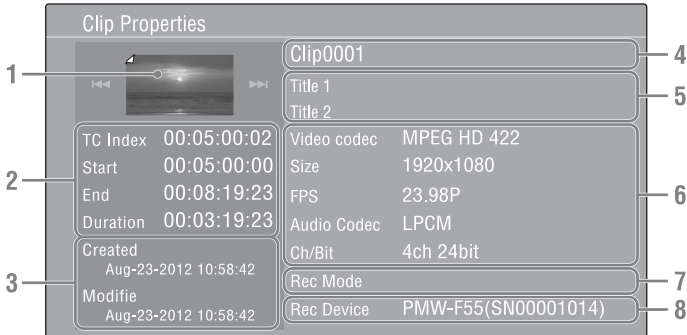 Clip Properties
1
Clip0001
4
Title 1
Title 2
5
TC Index 00:05:00:02
Start 00:05:00:00
End 00:08:19:23
Duration 00:03:19:23
2
Video codec MPEG HD 422
Size 1920x1080
FPS 23.98P
Audio Codec LPCM
Ch/Bit 4ch 24bit
6
Created
Aug-23-2012 10:58:42
Modifie
Aug-23-2012 10:58:42
3
Rec Mode
7
Rec Device PMW-F55(SN00001014)
8